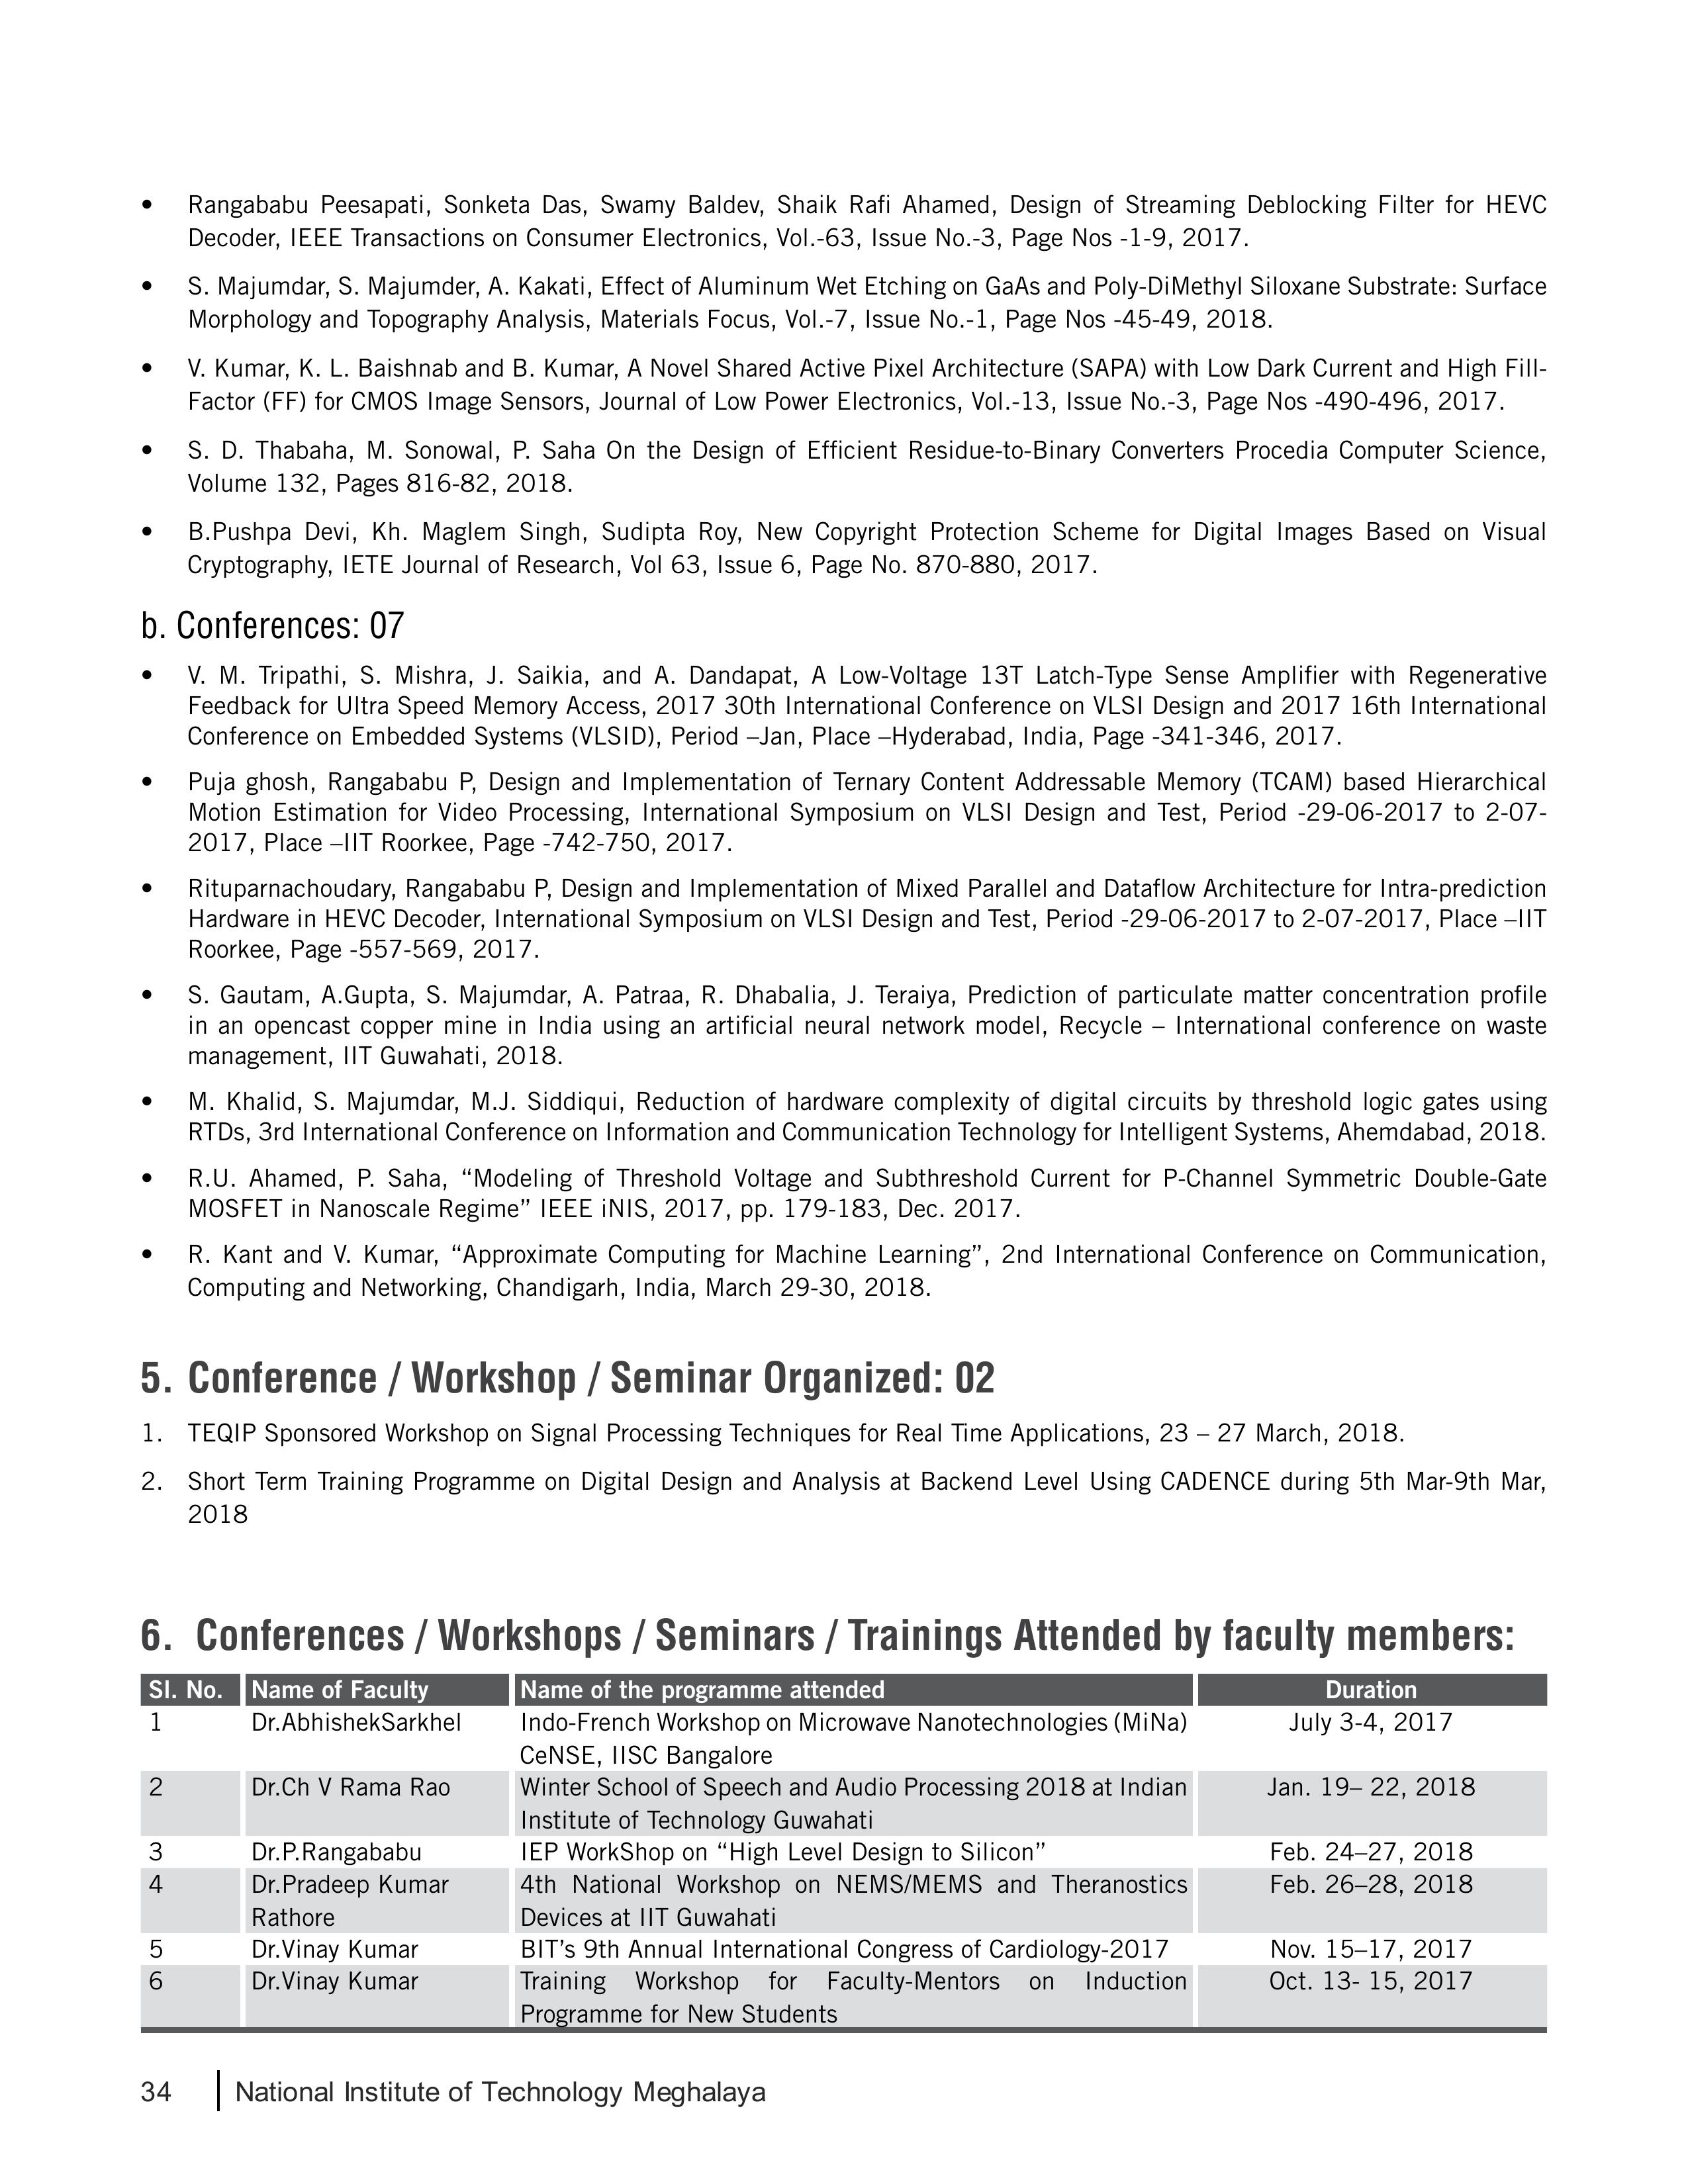 • Rangababu Peesapati, Sonketa Das, Swamy Baldev, Shaik Rafi Ahamed, Design of Streaming Deblocking Filter for HEVC
Decoder, IEEE Transactions on Consumer Electronics, Vol.-63, Issue No.-3, Page Nos -1-9, 2017.
• S. Majumdar, S. Majumder, A. Kakati, Effect of Aluminum Wet Etching on GaAs and Poly-DiMethyl Siloxane Substrate: Surface
Morphology and Topography Analysis, Materials Focus, Vol.-7, Issue No.-1, Page Nos -45-49, 2018.
• V. Kumar, K. L. Baishnab and B. Kumar, A Novel Shared Active Pixel Architecture (SAPA) with Low Dark Current and High Fill-
Factor (FF) for CMOS Image Sensors, Journal of Low Power Electronics, Vol.-13, Issue No.-3, Page Nos -490-496, 2017.
• S. D. Thabaha, M. Sonowal, P. Saha On the Design of Efficient Residue-to-Binary Converters Procedia Computer Science,
Volume 132, Pages 816-82, 2018.
• B.Pushpa Devi, Kh. Maglem Singh, Sudipta Roy, New Copyright Protection Scheme for Digital Images Based on Visual
Cryptography, IETE Journal of Research, Vol 63, Issue 6, Page No. 870-880, 2017.
b. Conferences: 07
• V. M. Tripathi, S. Mishra, J. Saikia, and A. Dandapat, A Low-Voltage 13T Latch-Type Sense Amplifier with Regenerative
Feedback for Ultra Speed Memory Access, 2017 30th International Conference on VLSI Design and 2017 16th International
Conference on Embedded Systems (VLSID), Period –Jan, Place –Hyderabad, India, Page -341-346, 2017.
• Puja ghosh, Rangababu P, Design and Implementation of Ternary Content Addressable Memory (TCAM) based Hierarchical
Motion Estimation for Video Processing, International Symposium on VLSI Design and Test, Period -29-06-2017 to 2-07-
2017, Place –IIT Roorkee, Page -742-750, 2017.
• Rituparnachoudary, Rangababu P, Design and Implementation of Mixed Parallel and Dataflow Architecture for Intra-prediction
Hardware in HEVC Decoder, International Symposium on VLSI Design and Test, Period -29-06-2017 to 2-07-2017, Place –IIT
Roorkee, Page -557-569, 2017.
• S. Gautam, A.Gupta, S. Majumdar, A. Patraa, R. Dhabalia, J. Teraiya, Prediction of particulate matter concentration profile
in an opencast copper mine in India using an artificial neural network model, Recycle – International conference on waste
management, IIT Guwahati, 2018.
• M. Khalid, S. Majumdar, M.J. Siddiqui, Reduction of hardware complexity of digital circuits by threshold logic gates using
RTDs, 3rd International Conference on Information and Communication Technology for Intelligent Systems, Ahemdabad, 2018.
• R.U. Ahamed, P. Saha, “Modeling of Threshold Voltage and Subthreshold Current for P-Channel Symmetric Double-Gate
MOSFET in Nanoscale Regime” IEEE iNIS, 2017, pp. 179-183, Dec. 2017.
• R. Kant and V. Kumar, “Approximate Computing for Machine Learning”, 2nd International Conference on Communication,
Computing and Networking, Chandigarh, India, March 29-30, 2018.
5. Conference / Workshop / Seminar Organized: 02
1. TEQIP Sponsored Workshop on Signal Processing Techniques for Real Time Applications, 23 – 27 March, 2018.
2. Short Term Training Programme on Digital Design and Analysis at Backend Level Using CADENCE during 5th Mar-9th Mar,
2018
6. Conferences / Workshops / Seminars / Trainings Attended by faculty members:
Sl. No. Name of Faculty Name of the programme attended Duration
1 Dr.AbhishekSarkhel Indo-French Workshop on Microwave Nanotechnologies (MiNa) July 3-4, 2017
CeNSE, IISC Bangalore
2 Dr.Ch V Rama Rao Winter School of Speech and Audio Processing 2018 at Indian Jan. 19– 22, 2018
Institute of Technology Guwahati
3 Dr.P.Rangababu IEP WorkShop on “High Level Design to Silicon” Feb. 24–27, 2018
4 Dr.Pradeep Kumar 4th National Workshop on NEMS/MEMS and Theranostics Feb. 26–28, 2018
Rathore Devices at IIT Guwahati
5 Dr.Vinay Kumar BIT’s 9th Annual International Congress of Cardiology-2017 Nov. 15–17, 2017
6 Dr.Vinay Kumar Training Workshop for Faculty-Mentors on Induction Oct. 13- 15, 2017
Programme for New Students
34 National Institute of Technology Meghalaya